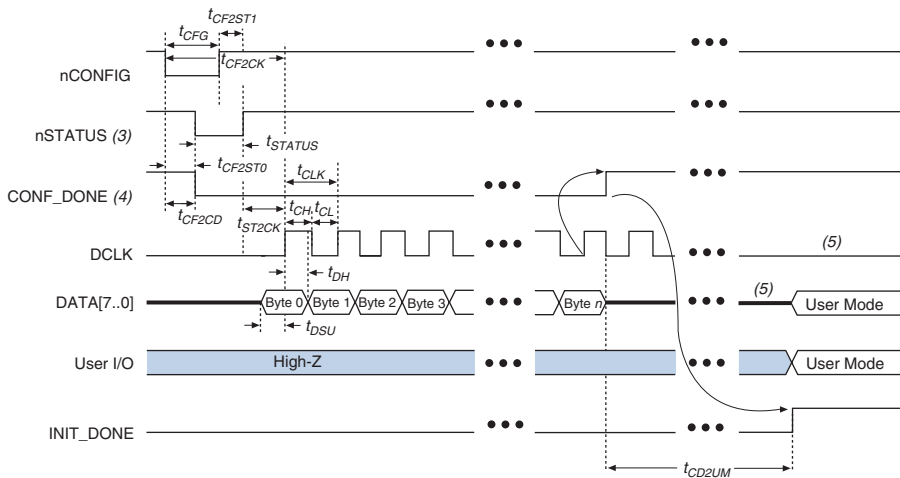 tCF2ST1
tCFG
tCF2CK
nCONFIG
nSTATUS (3)
tSTATUS
tCF2ST0
tCLK
CONF_DONE (4)
tCF2CD
tST2CK
tCH
tCL
DCLK
(5)
tDH
DATA[7..0]
Byte 0
Byte 1
Byte 2
Byte 3
Byte n
(5)
User Mode
tDSU
User I/O
High-Z
User Mode
INIT_DONE
tCD2UM